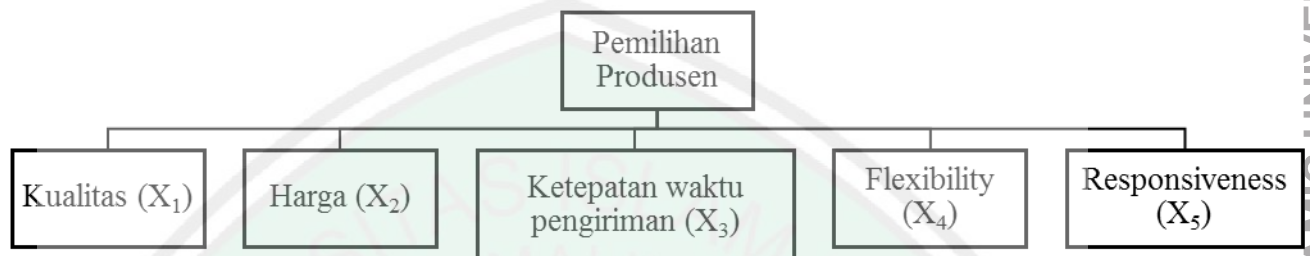 Pemilihan
Produsen
Kualitas (X₁)
Harga (X₂)
Ketepatan waktu
pengiriman (X₃)
Flexibility
(X₄)
Responsiveness
(X₅)